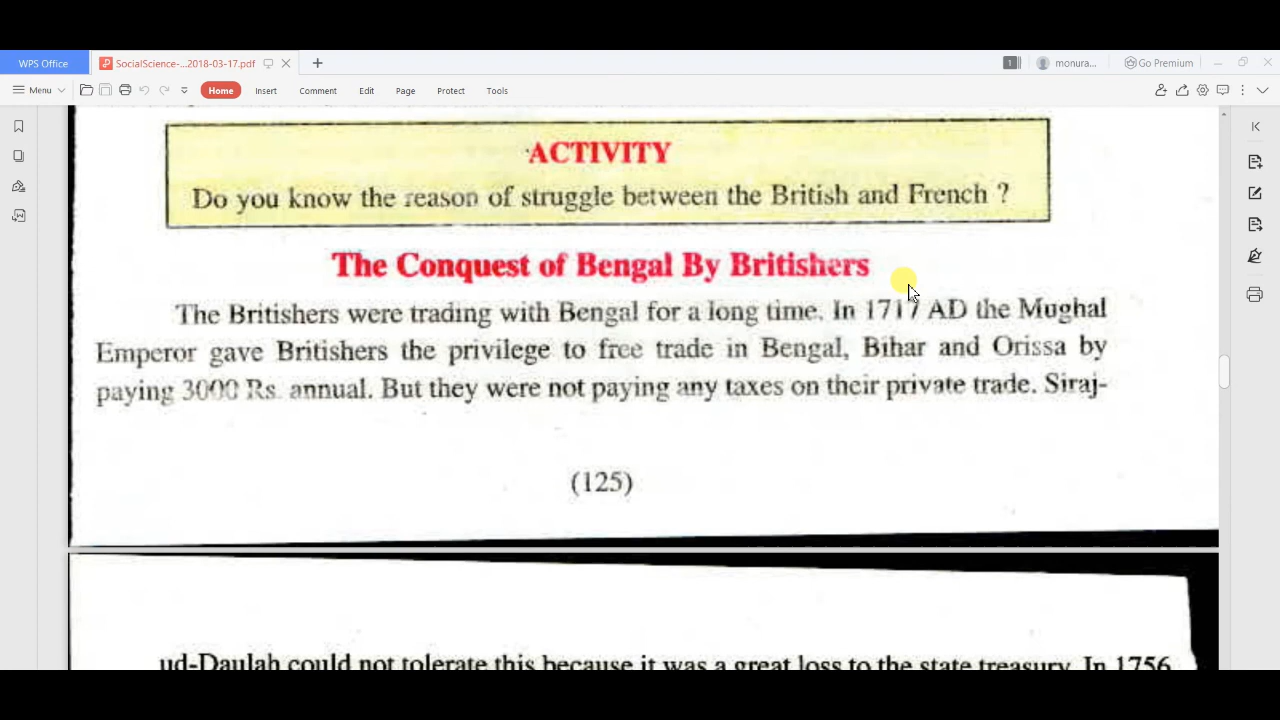 WPS Office
SocialScience-...2018-03-17.pdf
1
monura...
Go Premium
Menu
Home
Insert
Comment
Edit
Page
Protect
Tools
ACTIVITY
Do you know the reason of struggle between the British and French ?
The Conquest of Bengal By Britishers
The Britishers were trading with Bengal for a long time. In 1717 AD the Mughal
Emperor gave Britishers the privilege to free trade in Bengal, Bihar and Orissa by
paying 3000 Rs. annual. But they were not paying any taxes on their private trade. Siraj-
(125)
ud-Daulah could not tolerate this because it was a great loss to the state treasury. In 1756